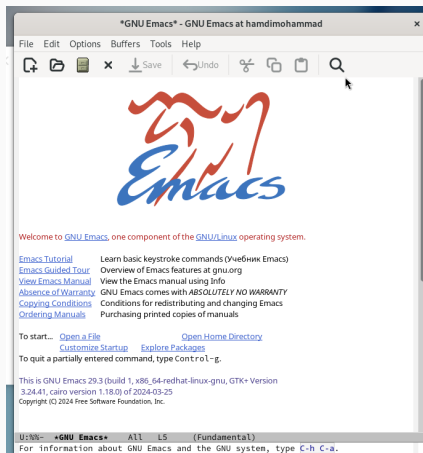 *GNU Emacs* - GNU Emacs at hamdimohammad
File Edit Options Buffers Tools Help
Save Undo
Emacs
Welcome to GNU Emacs, one component of the GNU/Linux operating system.
Emacs Tutorial Learn basic keystroke commands (Учебник Emacs)
Emacs Guided Tour Overview of Emacs features at gnu.org
View Emacs Manual View the Emacs manual using Info
Absence of Warranty GNU Emacs comes with ABSOLUTELY NO WARRANTY
Copying Conditions Conditions for redistributing and changing Emacs
Ordering Manuals Purchasing printed copies of manuals
To start... Open a File Open Home Directory
Customize Startup Explore Packages
To quit a partially entered command, type Control-g.
This is GNU Emacs 29.3 (build 1, x86_64-redhat-linux-gnu, GTK+ Version
3.24.41, cairo version 1.18.0) of 2024-03-25
Copyright (C) 2024 Free Software Foundation, Inc.
U:%%- *GNU Emacs* All L5 (Fundamental)
For information about GNU Emacs and the GNU system, type C-h C-a.